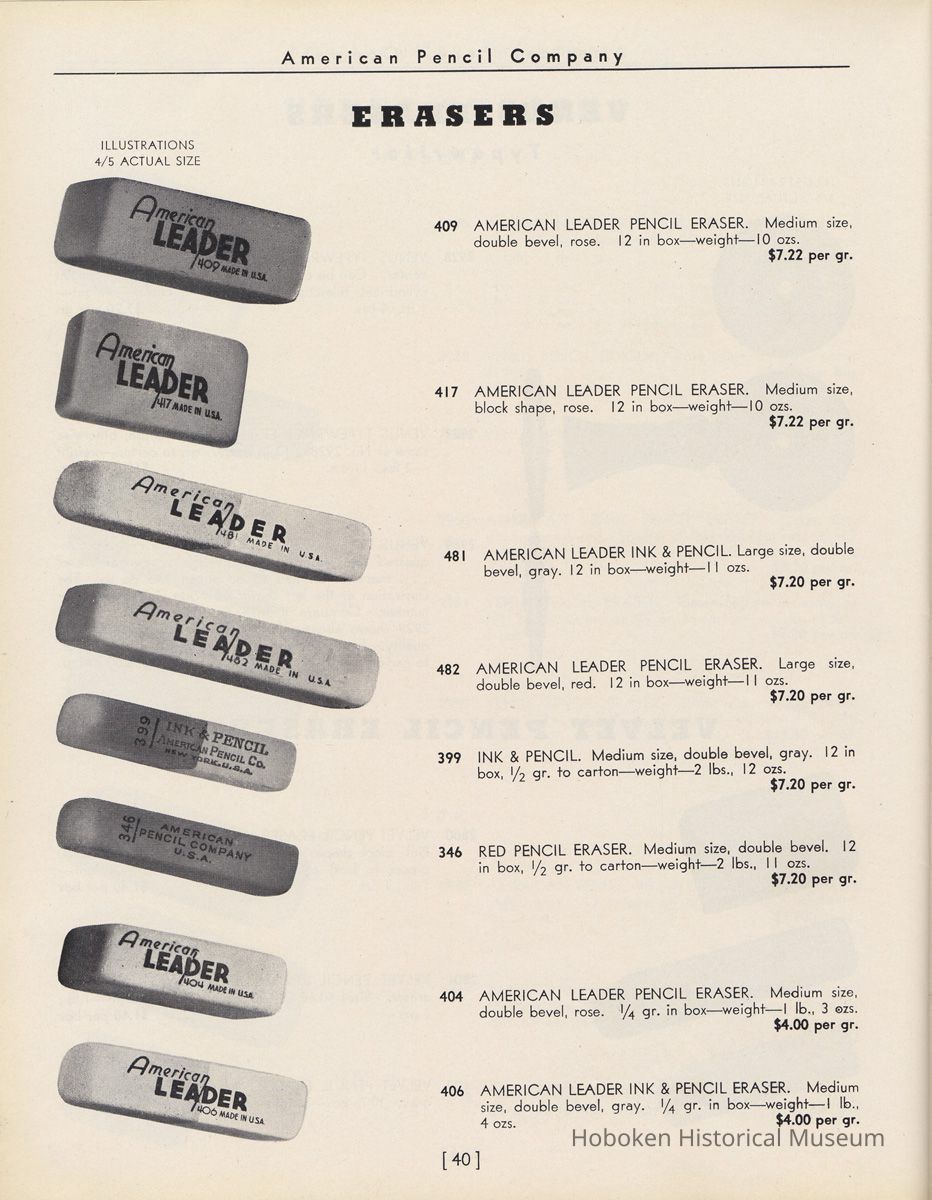 American Pencil Company
ERASERS
ILLUSTRATIONS
4/5 ACTUAL SIZE
American
LEADER
409 MADE IN U.S.A.
409 AMERICAN LEADER PENCIL ERASER. Medium size,
double bevel, rose. 12 in box—weight—10 ozs.
$7.22 per gr.
American
LEADER
417 MADE IN U.S.A.
417 AMERICAN LEADER PENCIL ERASER. Medium size,
block shape, rose. 12 in box—weight—10 ozs.
$7.22 per gr.
American
LEADER
481 MADE IN U.S.A.
481 AMERICAN LEADER INK & PENCIL. Large size, double
bevel, gray. 12 in box—weight—11 ozs.
$7.20 per gr.
American
LEADER
482 MADE IN U.S.A.
482 AMERICAN LEADER PENCIL ERASER. Large size,
double bevel, red. 12 in box—weight—11 ozs.
$7.20 per gr.
399
INK & PENCIL
AMERICAN PENCIL CO.
NEW YORK. U.S.A.
399 INK & PENCIL. Medium size, double bevel, gray. 12 in
box, 1/2 gr. to carton—weight—2 lbs., 12 ozs.
$7.20 per gr.
346
AMERICAN
PENCIL COMPANY
U.S.A.
346 RED PENCIL ERASER. Medium size, double bevel. 12
in box, 1/2 gr. to carton—weight—2 lbs., 11 ozs.
$7.20 per gr.
American
LEADER
404 MADE IN U.S.A.
404 AMERICAN LEADER PENCIL ERASER. Medium size,
double bevel, rose. 1/4 gr. in box—weight—1 lb., 3 ozs.
$4.00 per gr.
American
LEADER
406 MADE IN U.S.A.
406 AMERICAN LEADER INK & PENCIL ERASER. Medium
size, double bevel, gray. 1/4 gr. in box—weight—1 lb.,
4 ozs. $4.00 per gr.
Hoboken Historical Museum
[ 40 ]